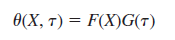 θ(X, τ) = F(X)G(τ)